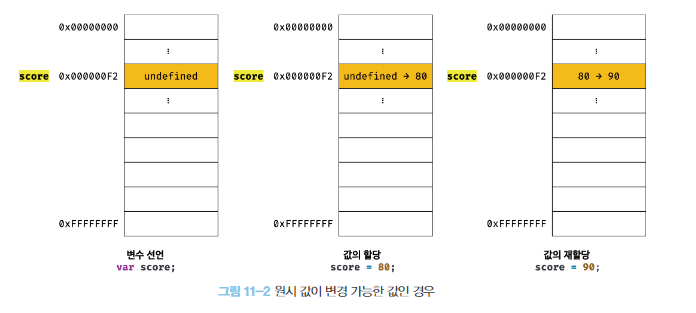 0x00000000
⋮
score 0x000000F2 undefined
⋮
0xFFFFFFFF
변수 선언
var score;
0x00000000
⋮
score 0x000000F2 undefined → 80
⋮
0xFFFFFFFF
값의 할당
score = 80;
0x00000000
⋮
score 0x000000F2 80 → 90
⋮
0xFFFFFFFF
값의 재할당
score = 90;
그림 11-2 원시 값이 변경 가능한 값인 경우